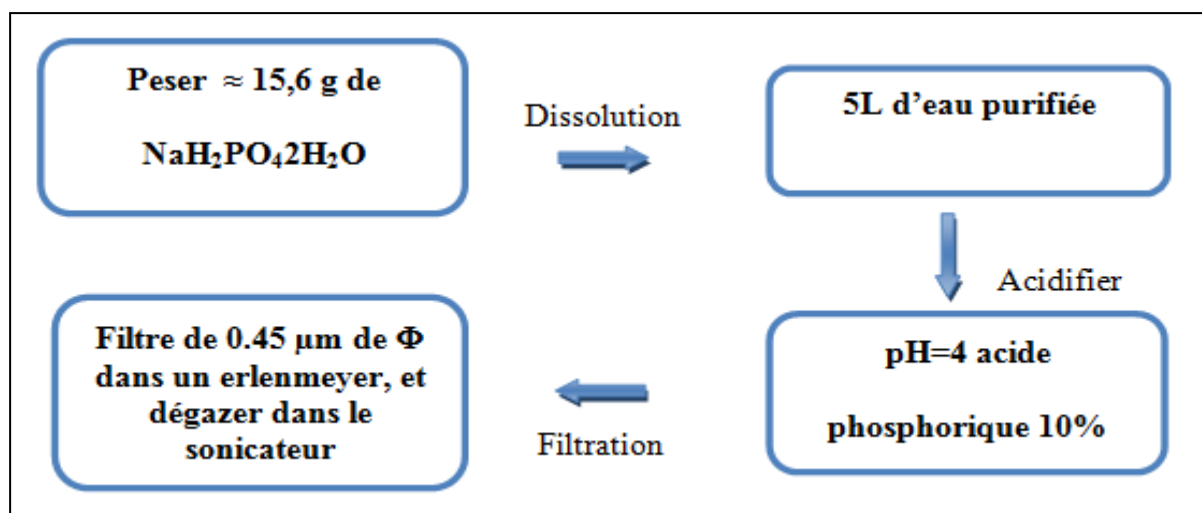 Peser ≈ 15,6 g de
NaH₂PO₄2H₂O
Dissolution
5L d'eau purifiée
Acidifier
pH=4 acide
phosphorique 10%
Filtration
Filtre de 0.45 µm de Φ
dans un erlenmeyer, et
dégazer dans le
sonicateur